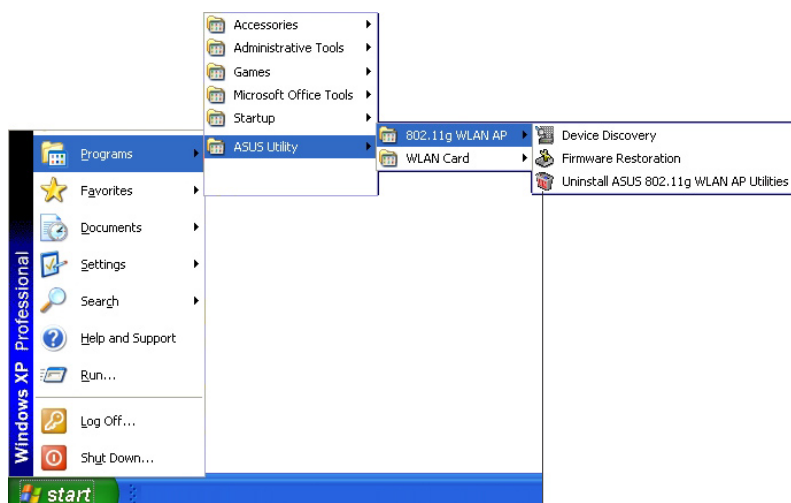 Accessories
Administrative Tools
Games
Microsoft Office Tools
Startup
ASUS Utility
802.11g WLAN AP
WLAN Card
Device Discovery
Firmware Restoration
Uninstall ASUS 802.11g WLAN AP Utilities
Programs
Favorites
Documents
Settings
Search
Help and Support
Run...
Log Off...
Shut Down...
Windows XP Professional
start